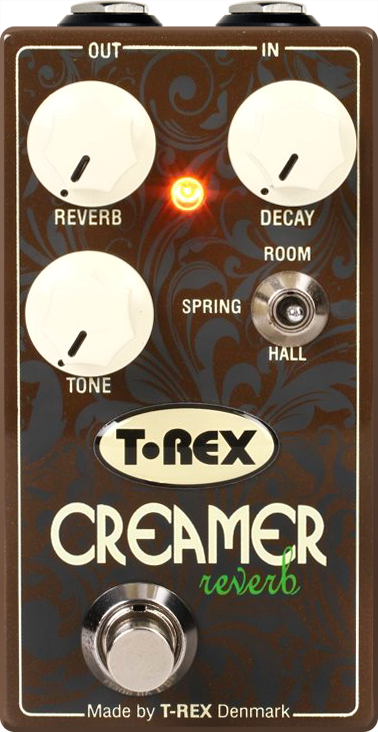 OUT IN
REVERB DECAY
ROOM
SPRING
HALL
TONE
T•REX
CREAMER
reverb
Made by T-REX Denmark